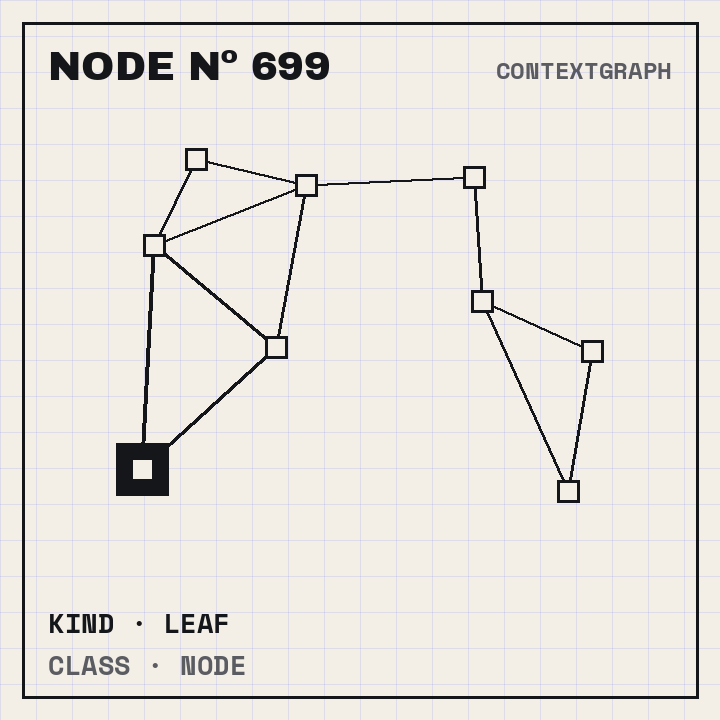 NODE Nº 699
CONTEXTGRAPH
KIND · LEAF
CLASS · NODE